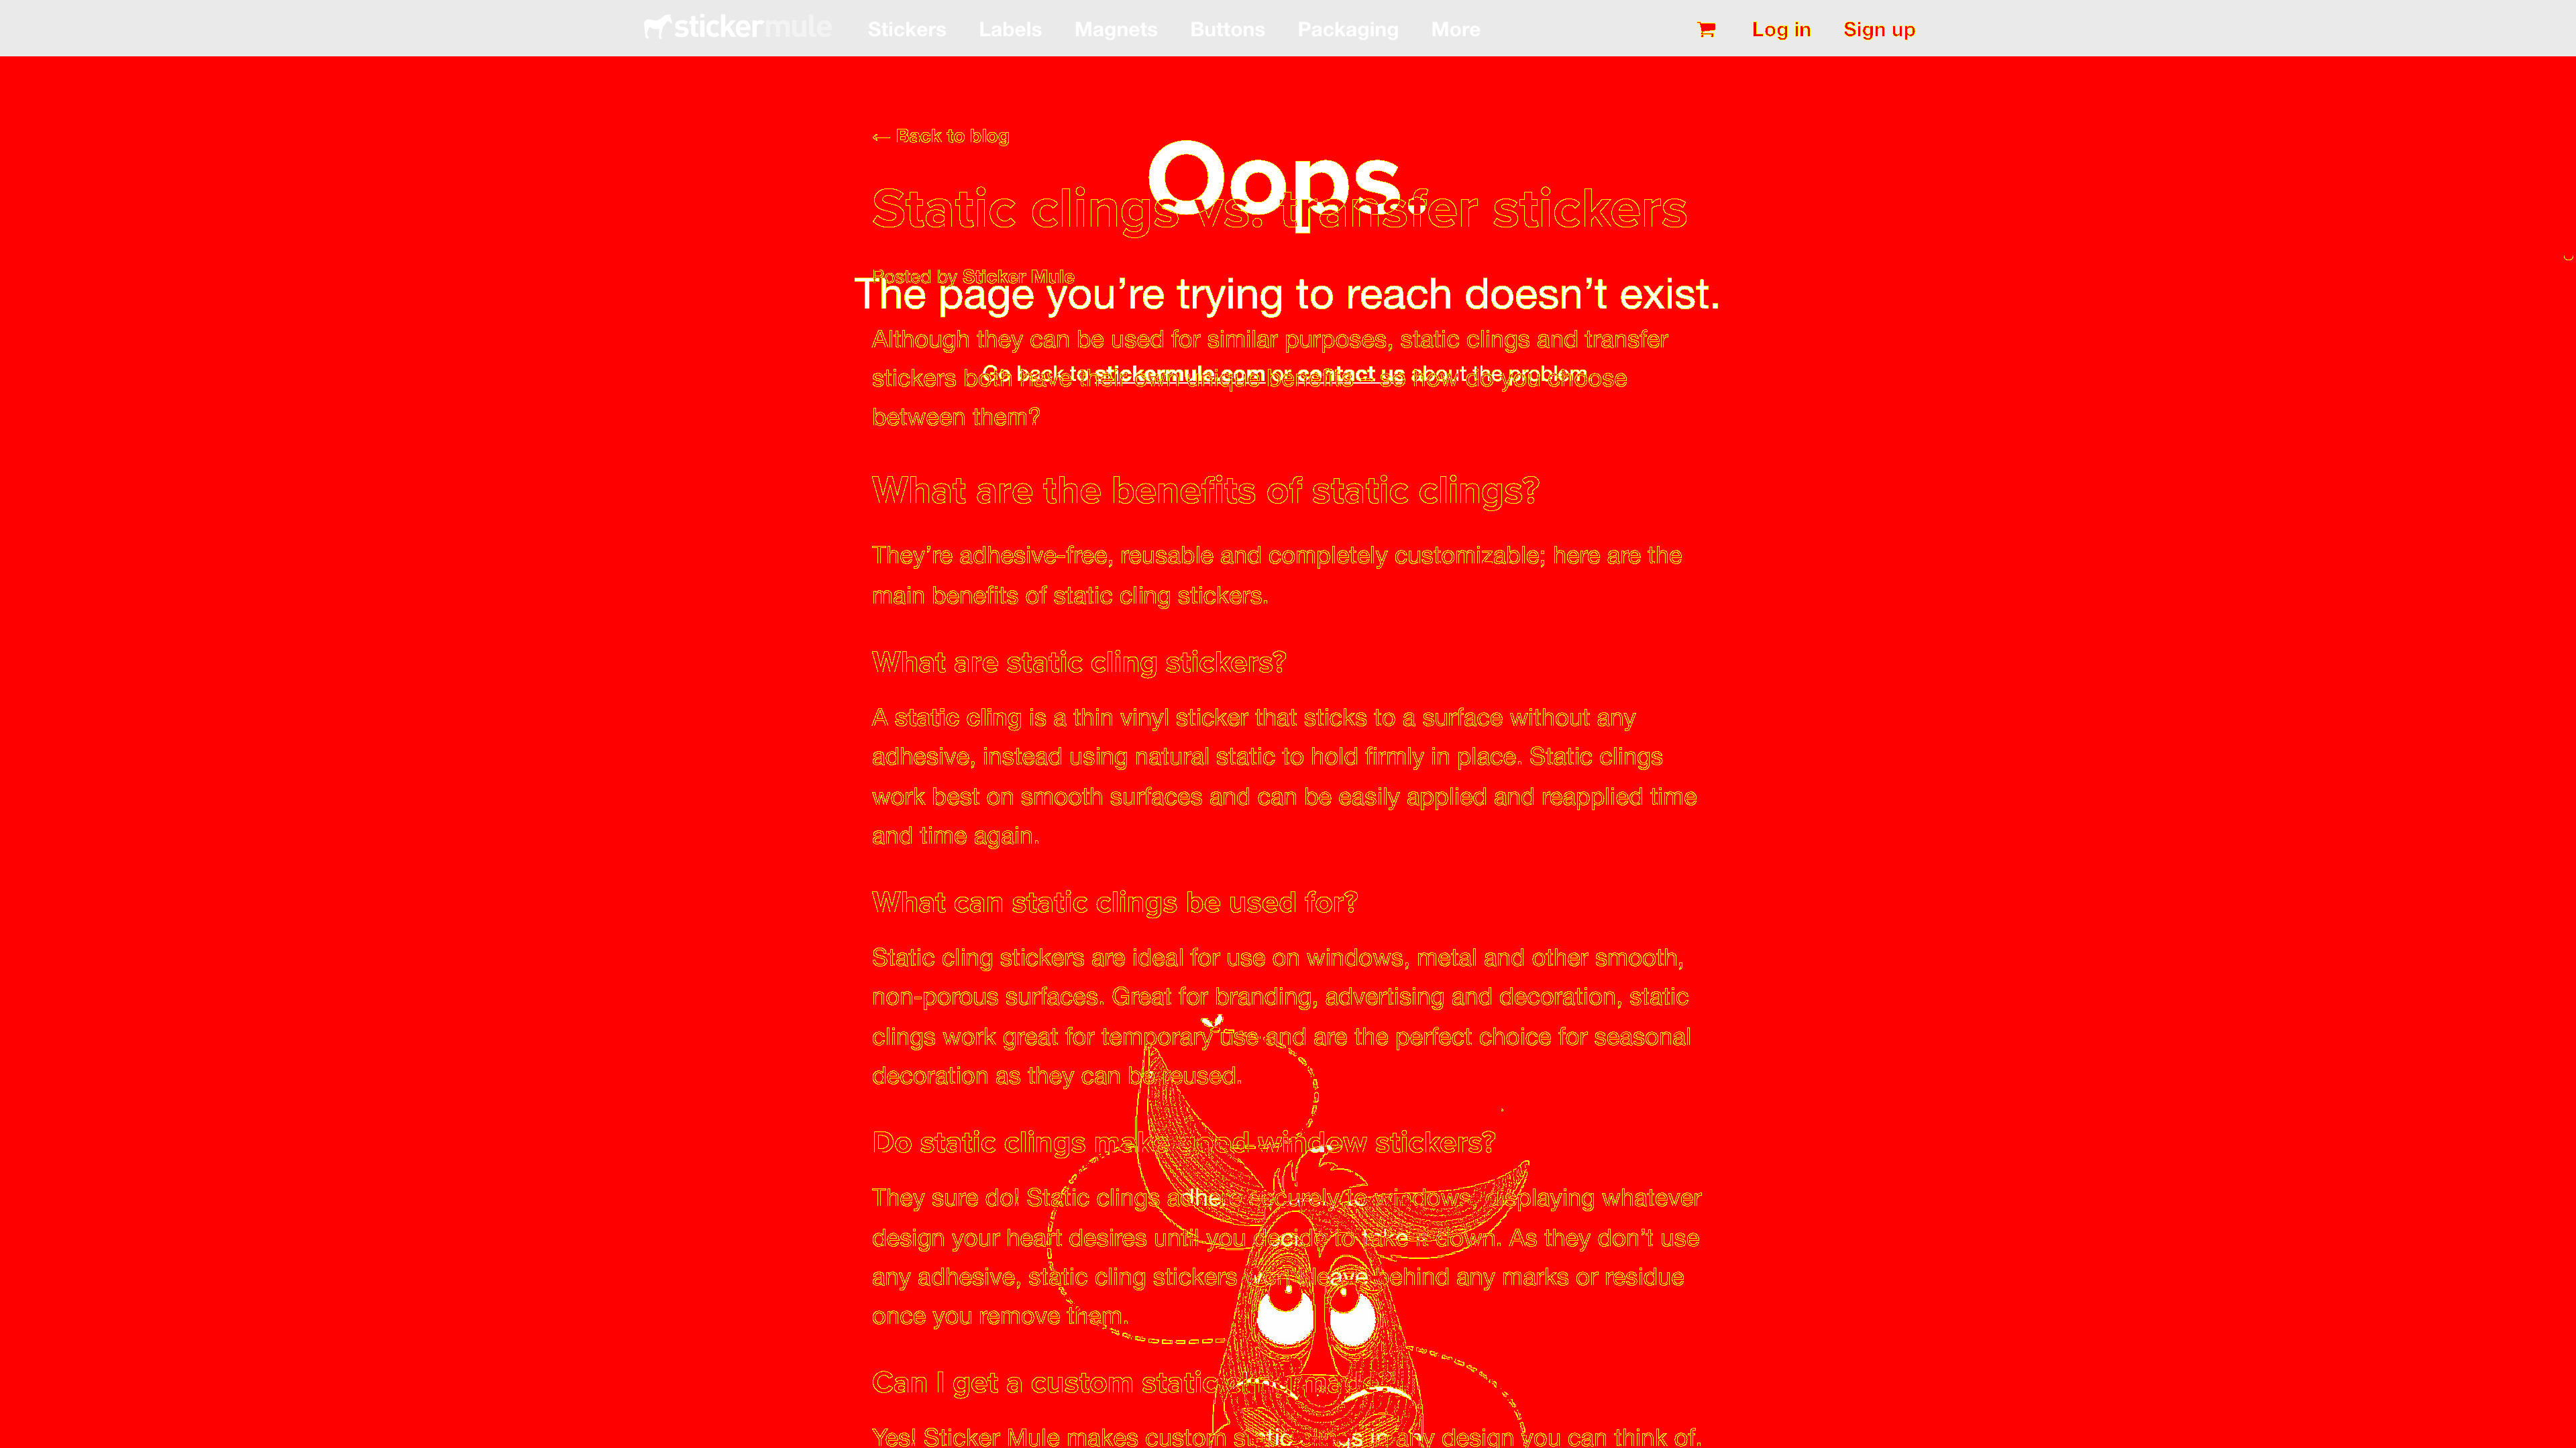 stickermule Stickers Labels Magnets Buttons Packaging More Log in Sign up
← Back to blog
Oops.
Static clings vs. transfer stickers
Posted by Sticker Mule
The page you’re trying to reach doesn’t exist.
Although they can be used for similar purposes, static clings and transfer
stickers both have their own unique benefits – so how do you choose
Go back to stickermule.com or contact us about the problem
between them?
What are the benefits of static clings?
They’re adhesive-free, reusable and completely customizable; here are the
main benefits of static cling stickers.
What are static cling stickers?
A static cling is a thin vinyl sticker that sticks to a surface without any
adhesive, instead using natural static to hold firmly in place. Static clings
work best on smooth surfaces and can be easily applied and reapplied time
and time again.
What can static clings be used for?
Static cling stickers are ideal for use on windows, metal and other smooth,
non-porous surfaces. Great for branding, advertising and decoration, static
clings work great for temporary use and are the perfect choice for seasonal
decoration as they can be reused.
Do static clings make good window stickers?
They sure do! Static clings adhere securely to windows, displaying whatever
design your heart desires until you decide to take it down. As they don’t use
any adhesive, static cling stickers won’t leave behind any marks or residue
once you remove them.
Can I get a custom static made?
Yes! Sticker Mule makes custom static clings in any design you can think of.